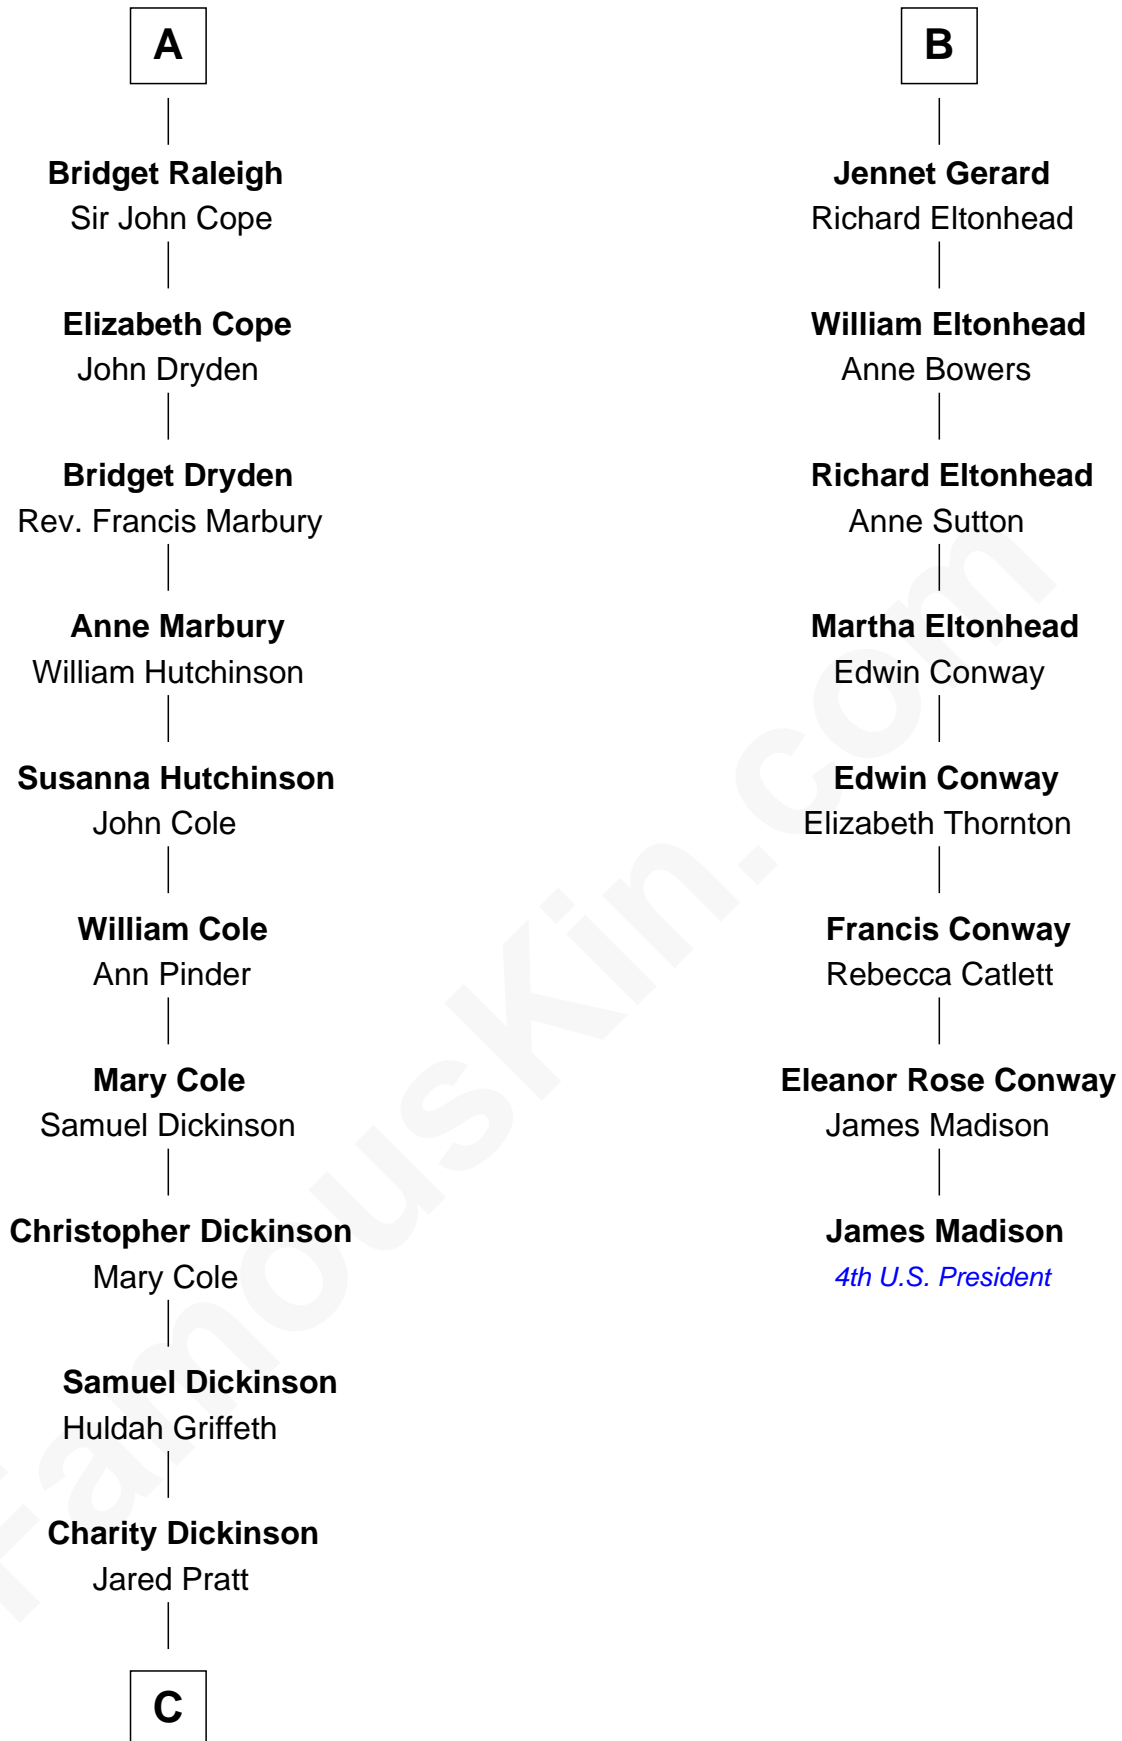 A
Bridget Raleigh
Sir John Cope
Elizabeth Cope
John Dryden
Bridget Dryden
Rev. Francis Marbury
Anne Marbury
William Hutchinson
Susanna Hutchinson
John Cole
William Cole
Ann Pinder
Mary Cole
Samuel Dickinson
Christopher Dickinson
Mary Cole
Samuel Dickinson
Huldah Griffeth
Charity Dickinson
Jared Pratt
C
B
Jennet Gerard
Richard Eltonhead
William Eltonhead
Anne Bowers
Richard Eltonhead
Anne Sutton
Martha Eltonhead
Edwin Conway
Edwin Conway
Elizabeth Thornton
Francis Conway
Rebecca Catlett
Eleanor Rose Conway
James Madison
James Madison
4th U.S. President
FamousKin.com